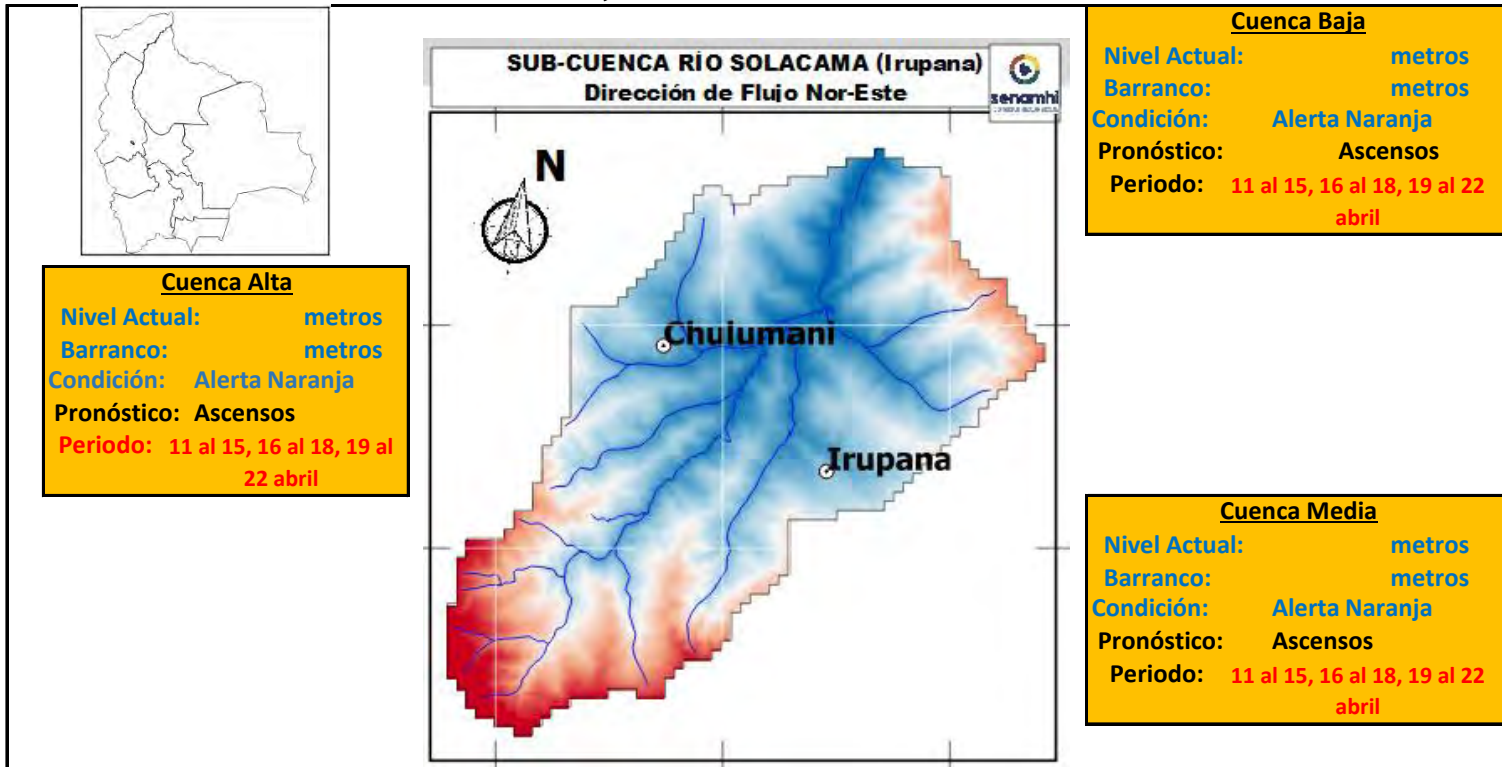 SUB-CUENCA RÍO SOLACAMA (Irupana)
Dirección de Flujo Nor-Este
senamhi
N
Chulumani
Irupana
Cuenca Alta
Nivel Actual: metros
Barranco: metros
Condición: Alerta Naranja
Pronóstico: Ascensos
Periodo: 11 al 15, 16 al 18, 19 al
22 abril
Cuenca Baja
Nivel Actual: metros
Barranco: metros
Condición: Alerta Naranja
Pronóstico: Ascensos
Periodo: 11 al 15, 16 al 18, 19 al 22
abril
Cuenca Media
Nivel Actual: metros
Barranco: metros
Condición: Alerta Naranja
Pronóstico: Ascensos
Periodo: 11 al 15, 16 al 18, 19 al 22
abril